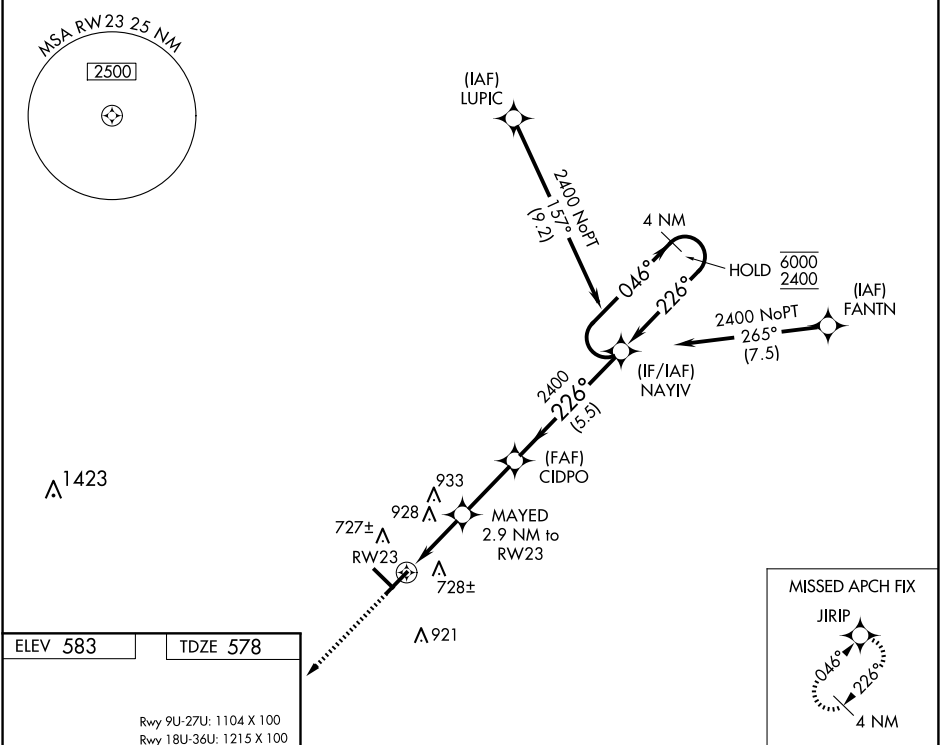 MSA RW23 25 NM
2500
(IAF)
LUPIC
2400 NoPT
157°
(9.2)
4 NM
046°
226°
HOLD
6000
2400
(IAF)
FANTN
2400 NoPT
265°
(7.5)
(IF/IAF)
NAYIV
2400
226°
(5.5)
(FAF)
CIDPO
1423
933
928
MAYED
2.9 NM to
RW23
727±
RW23
728±
921
MISSED APCH FIX
JIRIP
046°
226°
4 NM
ELEV 583
TDZE 578
Rwy 9U-27U: 1104 X 100
Rwy 18U-36U: 1215 X 100